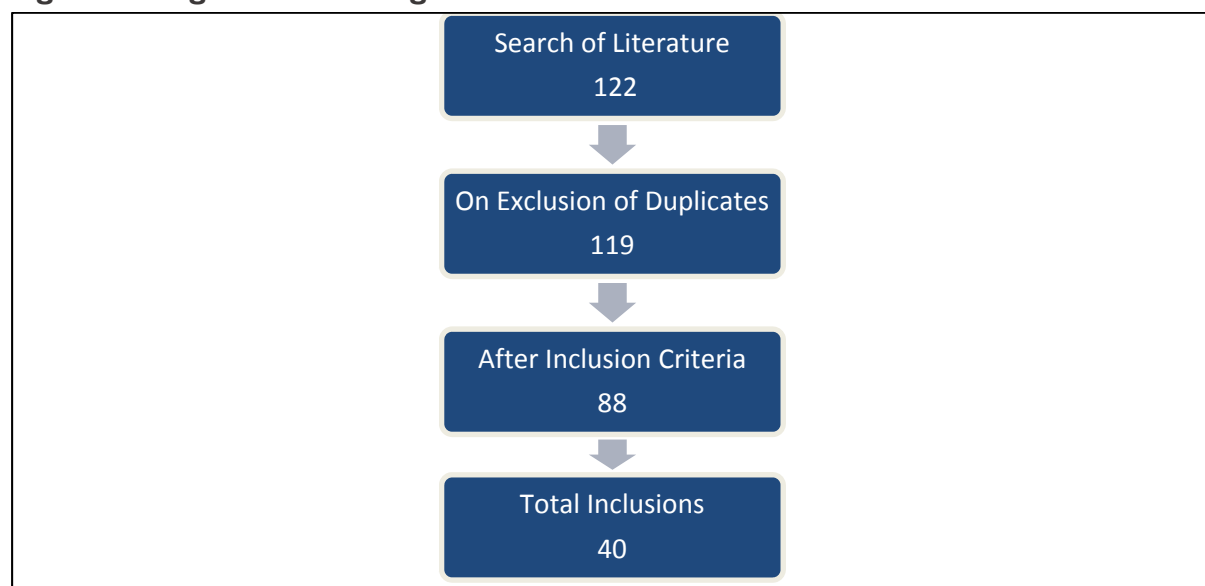 Search of Literature
122
On Exclusion of Duplicates
119
After Inclusion Criteria
88
Total Inclusions
40